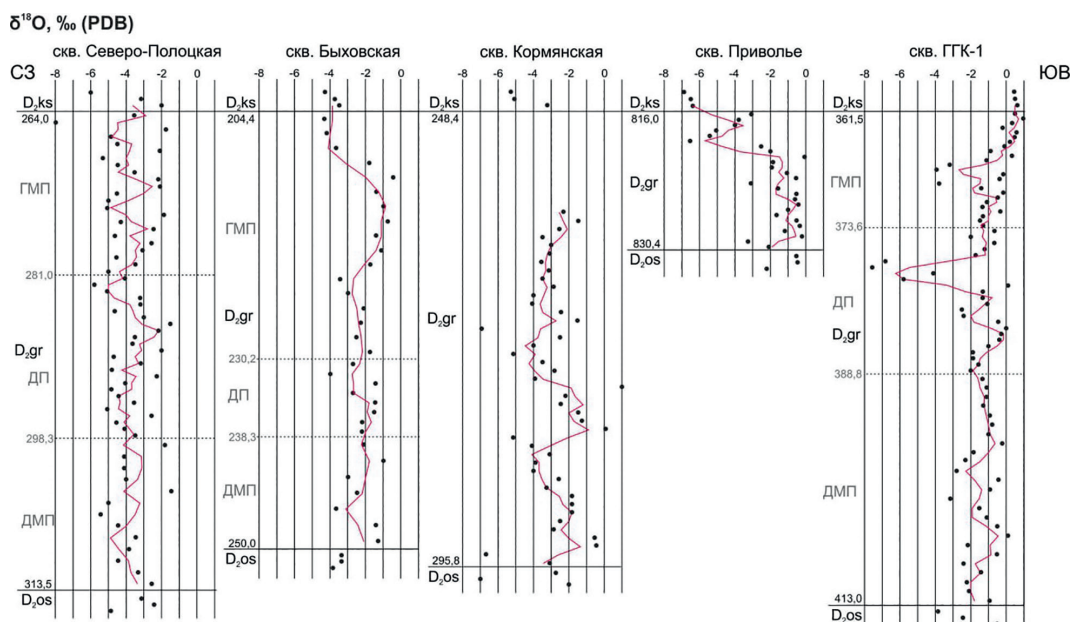 δ¹⁸O, ‰ (PDB)
скв. Северо-Полоцкая
скв. Быховская
скв. Кормянская
скв. Приволье
скв. ГГК-1
СЗ
ЮВ
-8 -6 -4 -2 0
D₂ks
264,0
ГМП
281,0
D₂gr
ДП
298,3
ДМП
313,5
D₂os
-8 -6 -4 -2 0
D₂ks
204,4
ГМП
D₂gr
230,2
ДП
238,3
ДМП
250,0
D₂os
-8 -6 -4 -2 0
D₂ks
248,4
D₂gr
295,8
D₂os
-8 -6 -4 -2 0
D₂ks
816,0
D₂gr
830,4
D₂os
-8 -6 -4 -2 0
D₂ks
361,5
ГМП
373,6
ДП
D₂gr
388,8
ДМП
413,0
D₂os